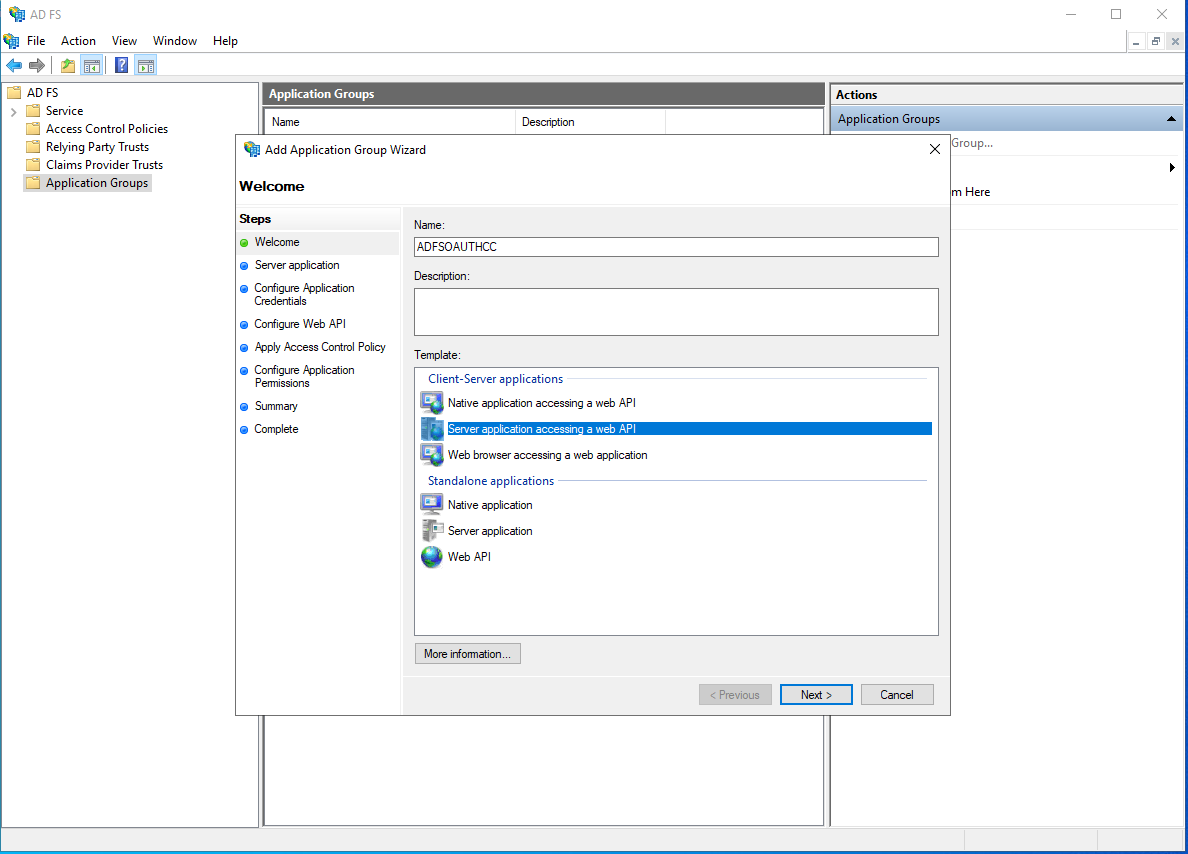 AD FS
File Action View Window Help
AD FS
Service
Access Control Policies
Relying Party Trusts
Claims Provider Trusts
Application Groups
Application Groups
Name Description
Actions
Application Groups
Group...
m Here
Add Application Group Wizard
Welcome
Steps
Welcome
Server application
Configure Application
Credentials
Configure Web API
Apply Access Control Policy
Configure Application
Permissions
Summary
Complete
Name:
ADFSOAUTHCC
Description:
Template:
Client-Server applications
Native application accessing a web API
Server application accessing a web API
Web browser accessing a web application
Standalone applications
Native application
Server application
Web API
More information...
< Previous Next > Cancel